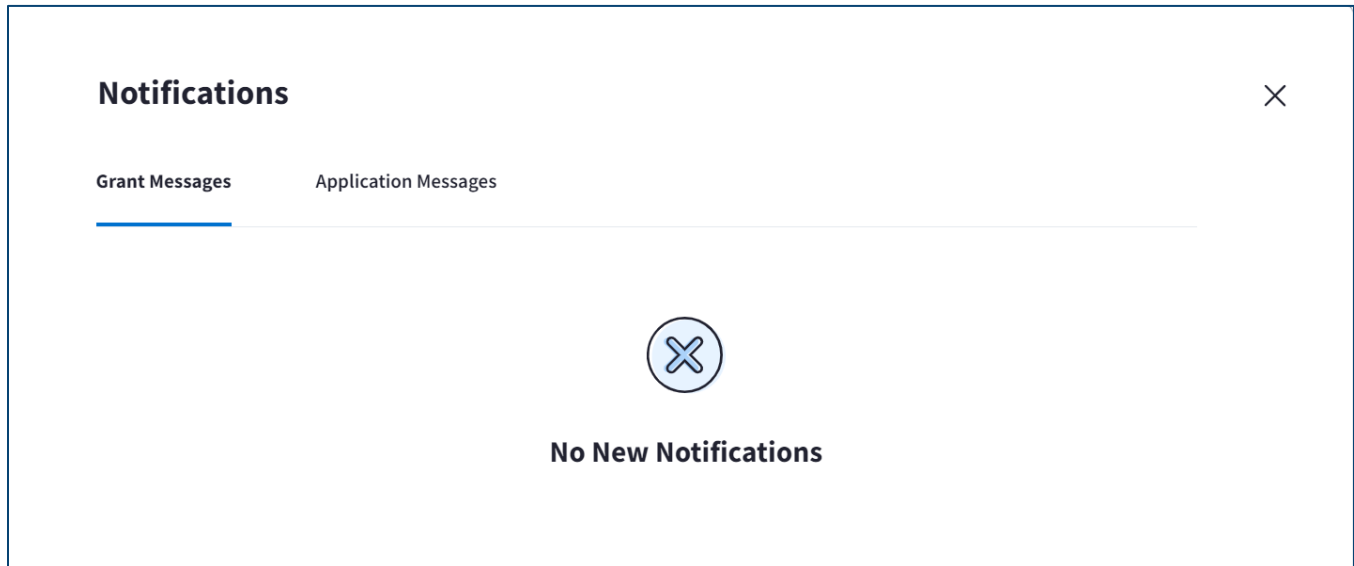 Notifications
Grant Messages Application Messages
No New Notifications